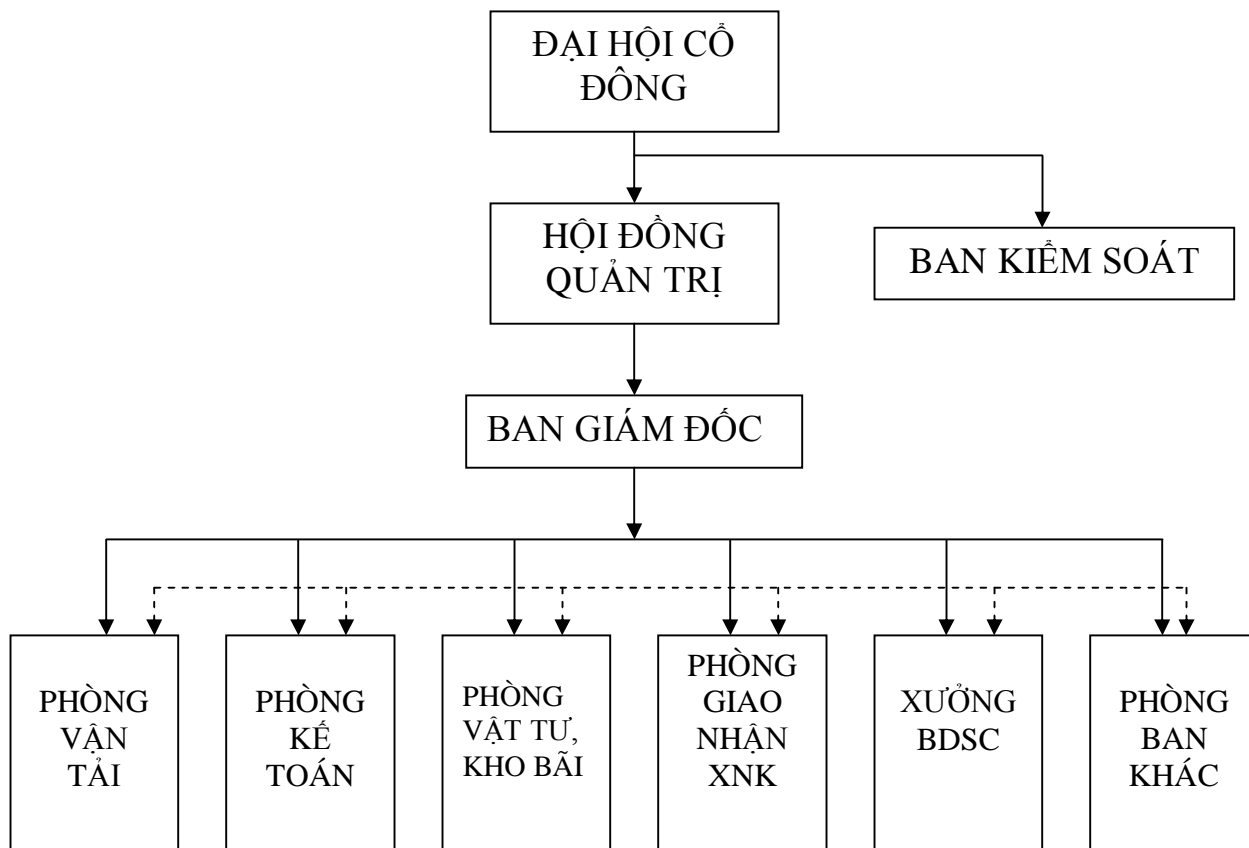 ĐẠI HỘI CỔ
ĐÔNG
HỘI ĐỒNG
QUẢN TRỊ
BAN KIỂM SOÁT
BAN GIÁM ĐỐC
PHÒNG
VẬN
TẢI
PHÒNG
KẾ
TOÁN
PHÒNG
VẬT TƯ,
KHO BÃI
PHÒNG
GIAO
NHẬN
XNK
XƯỞNG
BDSC
PHÒNG
BAN
KHÁC